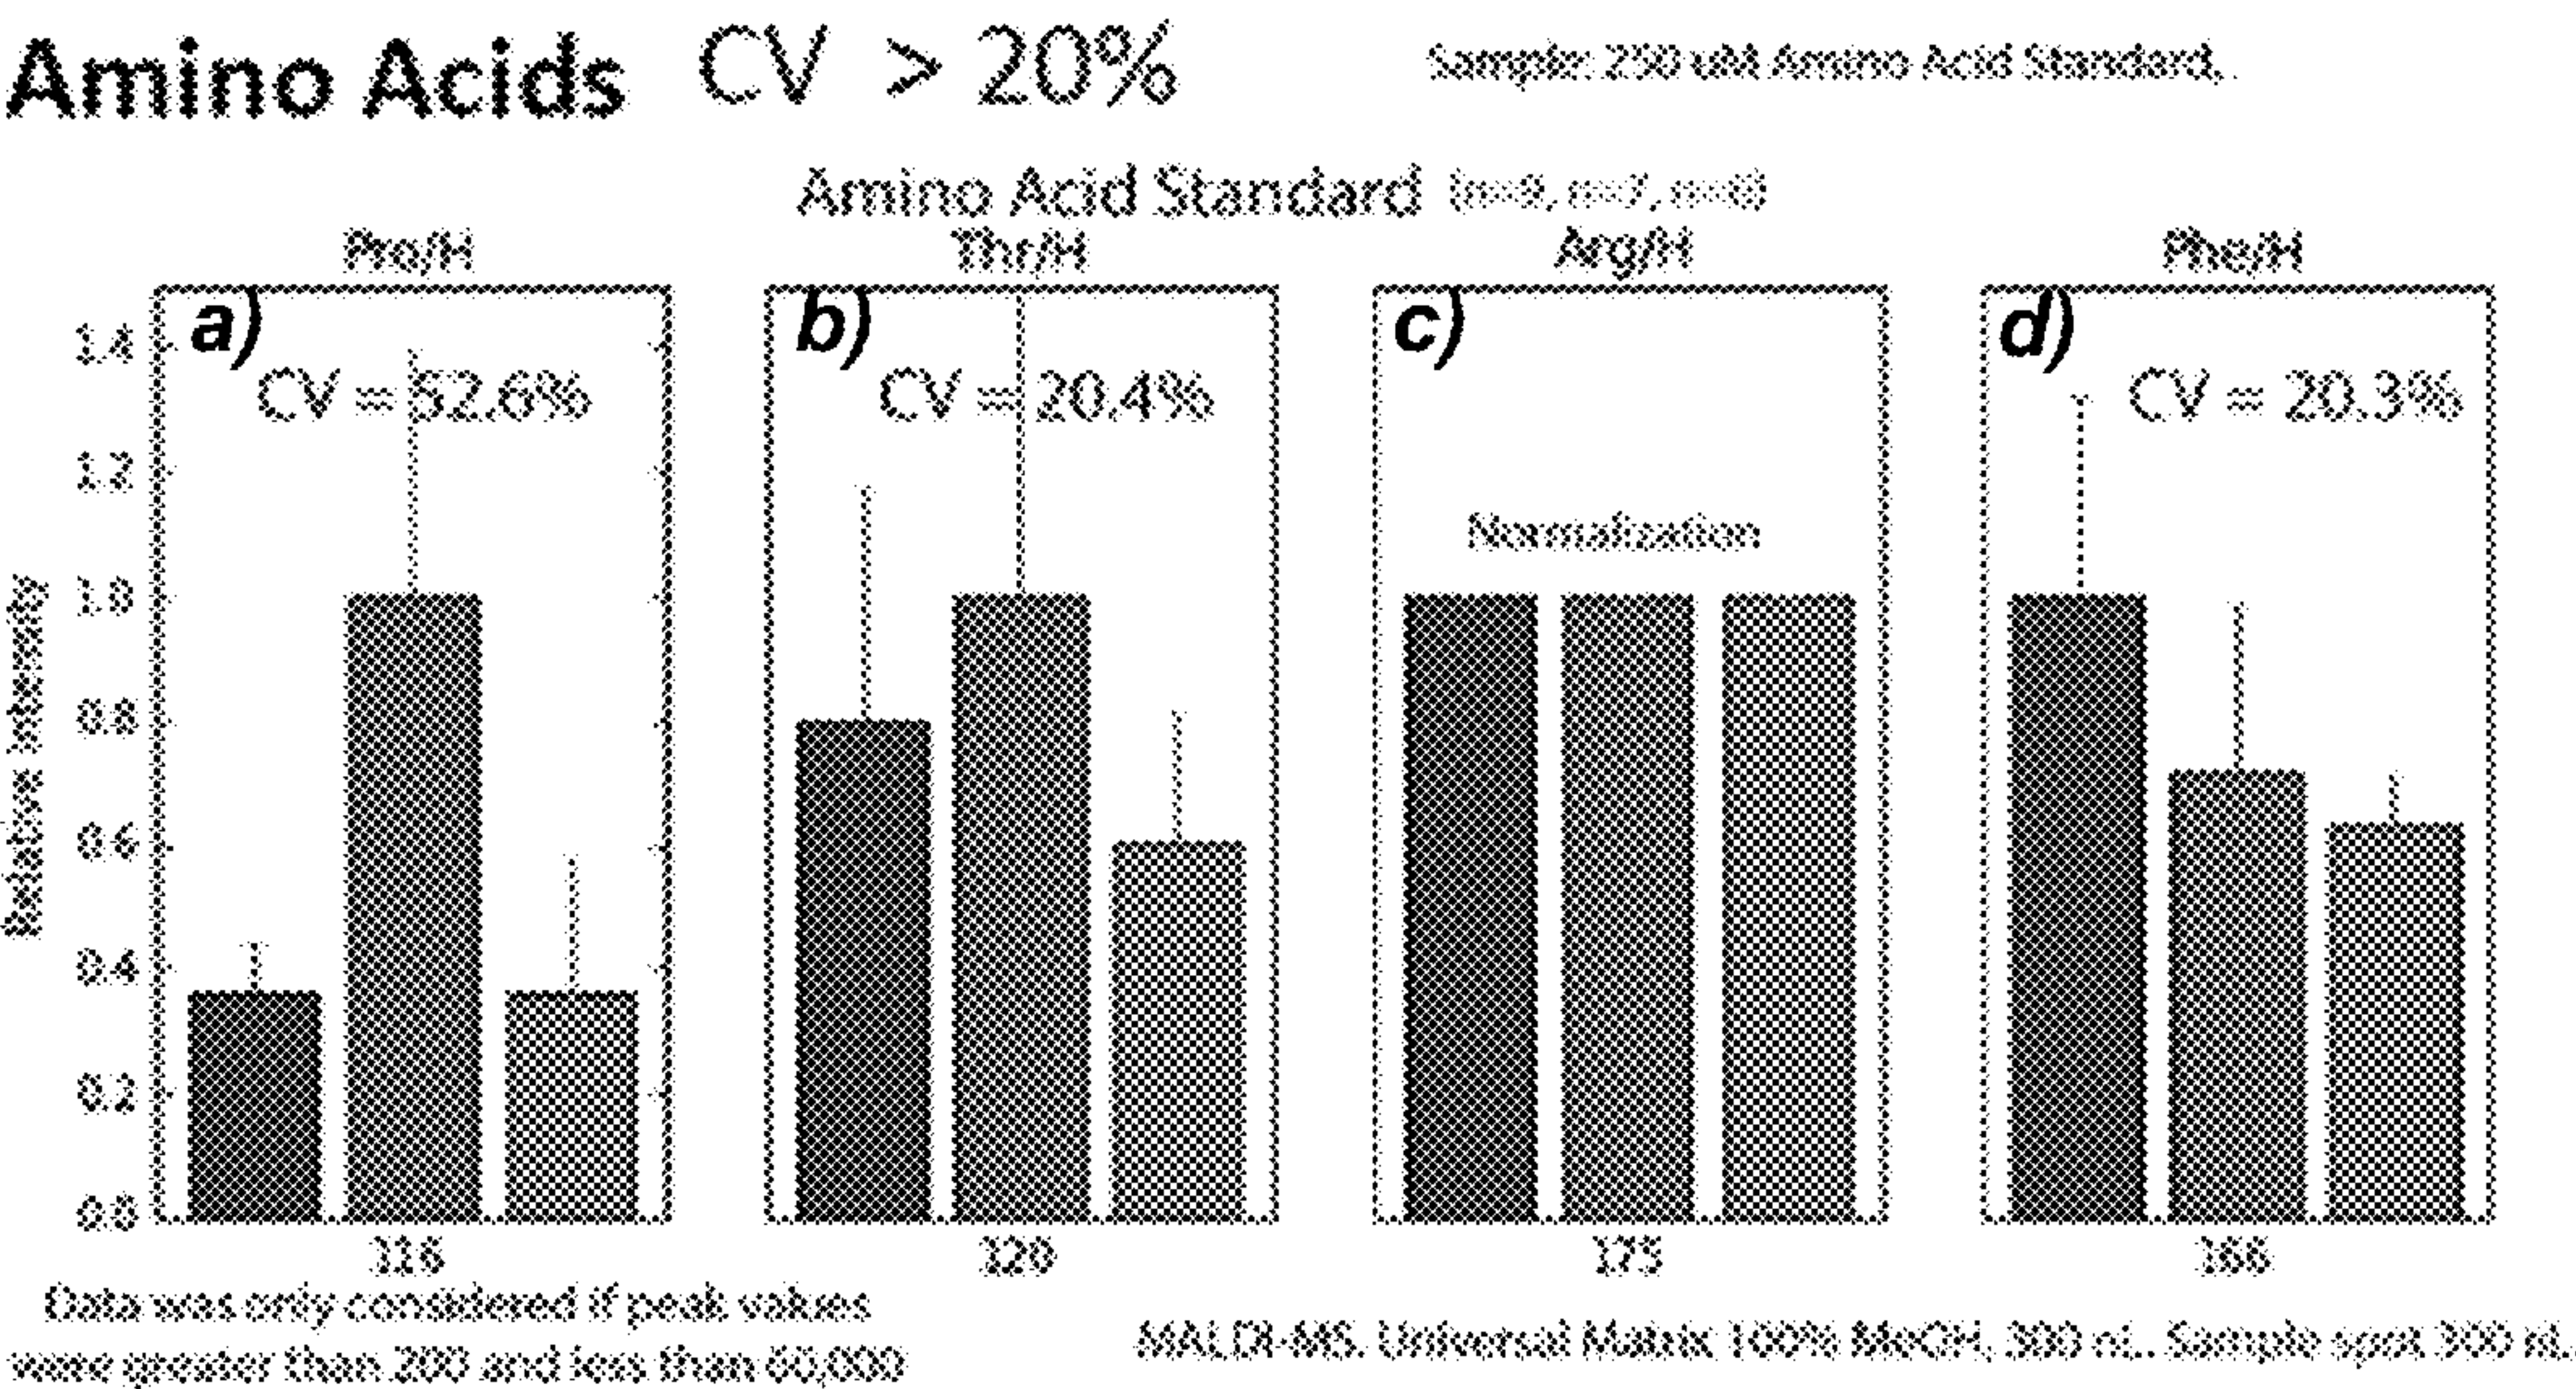 Amino Acids CV > 20%
Sample: 250 uM Amino Acid Standard, .
Amino Acid Standard (n=9, n=7, n=6)
Pro/H
Thr/H
Arg/H
Phe/H
a)
b)
c)
d)
CV = 52.6%
CV = 20.4%
CV = 20.3%
Normalization
Relative Intensity
1.4
1.2
1.0
0.8
0.6
0.4
0.2
0.0
116
120
175
166
Data was only considered if peak values
were greater than 200 and less than 60,000
MALDI-MS. Universal Matrix 100% MeOH, 300 nL. Sample spot 300 nL.